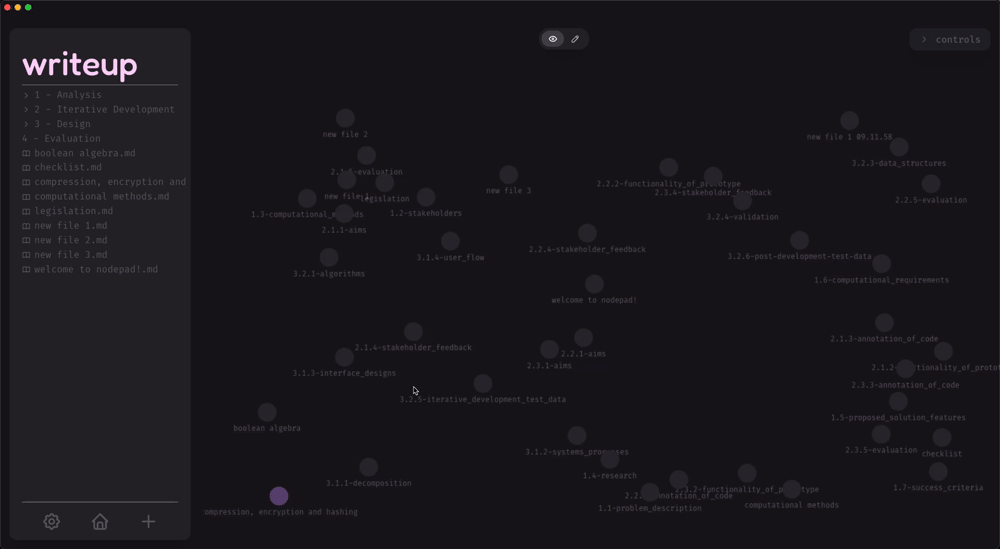 writeup
controls
> 1 - Analysis
> 2 - Iterative Development
> 3 - Design
4 - Evaluation
boolean algebra.md
checklist.md
compression, encryption and
computational methods.md
legislation.md
new file 1.md
new file 2.md
new file 3.md
welcome to nodepad!.md
new file 2
new file 1 09.11.58
3.2.3-data_structures
2.1.5-evaluation
2.2.2-functionality_of_prototype
new file 3
2.3.4-stakeholder_feedback
new file 1
legislation
2.2.5-evaluation
1.3-computational_methods
1.2-stakeholders
3.2.4-validation
2.1.1-aims
2.2.4-stakeholder_feedback
3.1.4-user_flow
3.2.6-post-development-test-data
3.2.1-algorithms
1.6-computational_requirements
welcome to nodepad!
2.1.3-annotation_of_code
2.1.4-stakeholder_feedback
2.2.1-aims
2.3.1-aims
2.1.2-functionality_of_protot
3.1.3-interface_designs
2.3.3-annotation_of_code
3.2.5-iterative_development_test_data
1.5-proposed_solution_features
boolean algebra
3.1.2-systems_processes
2.3.5-evaluation
checklist
1.4-research
3.1.1-decomposition
1.7-success_criteria
2.3.2-functionality_of_prototype
annotation_of_code
computational methods
1.1-problem_description
ompression, encryption and hashing